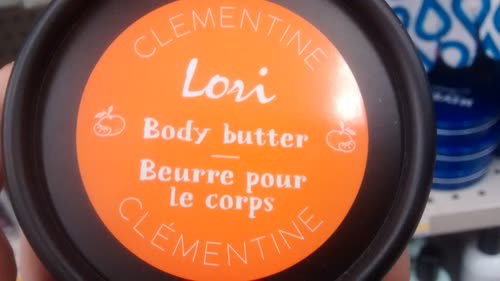 CLEMENTINE
Lori
Body butter
Beurre pour
le corps
CLÉMENTINE